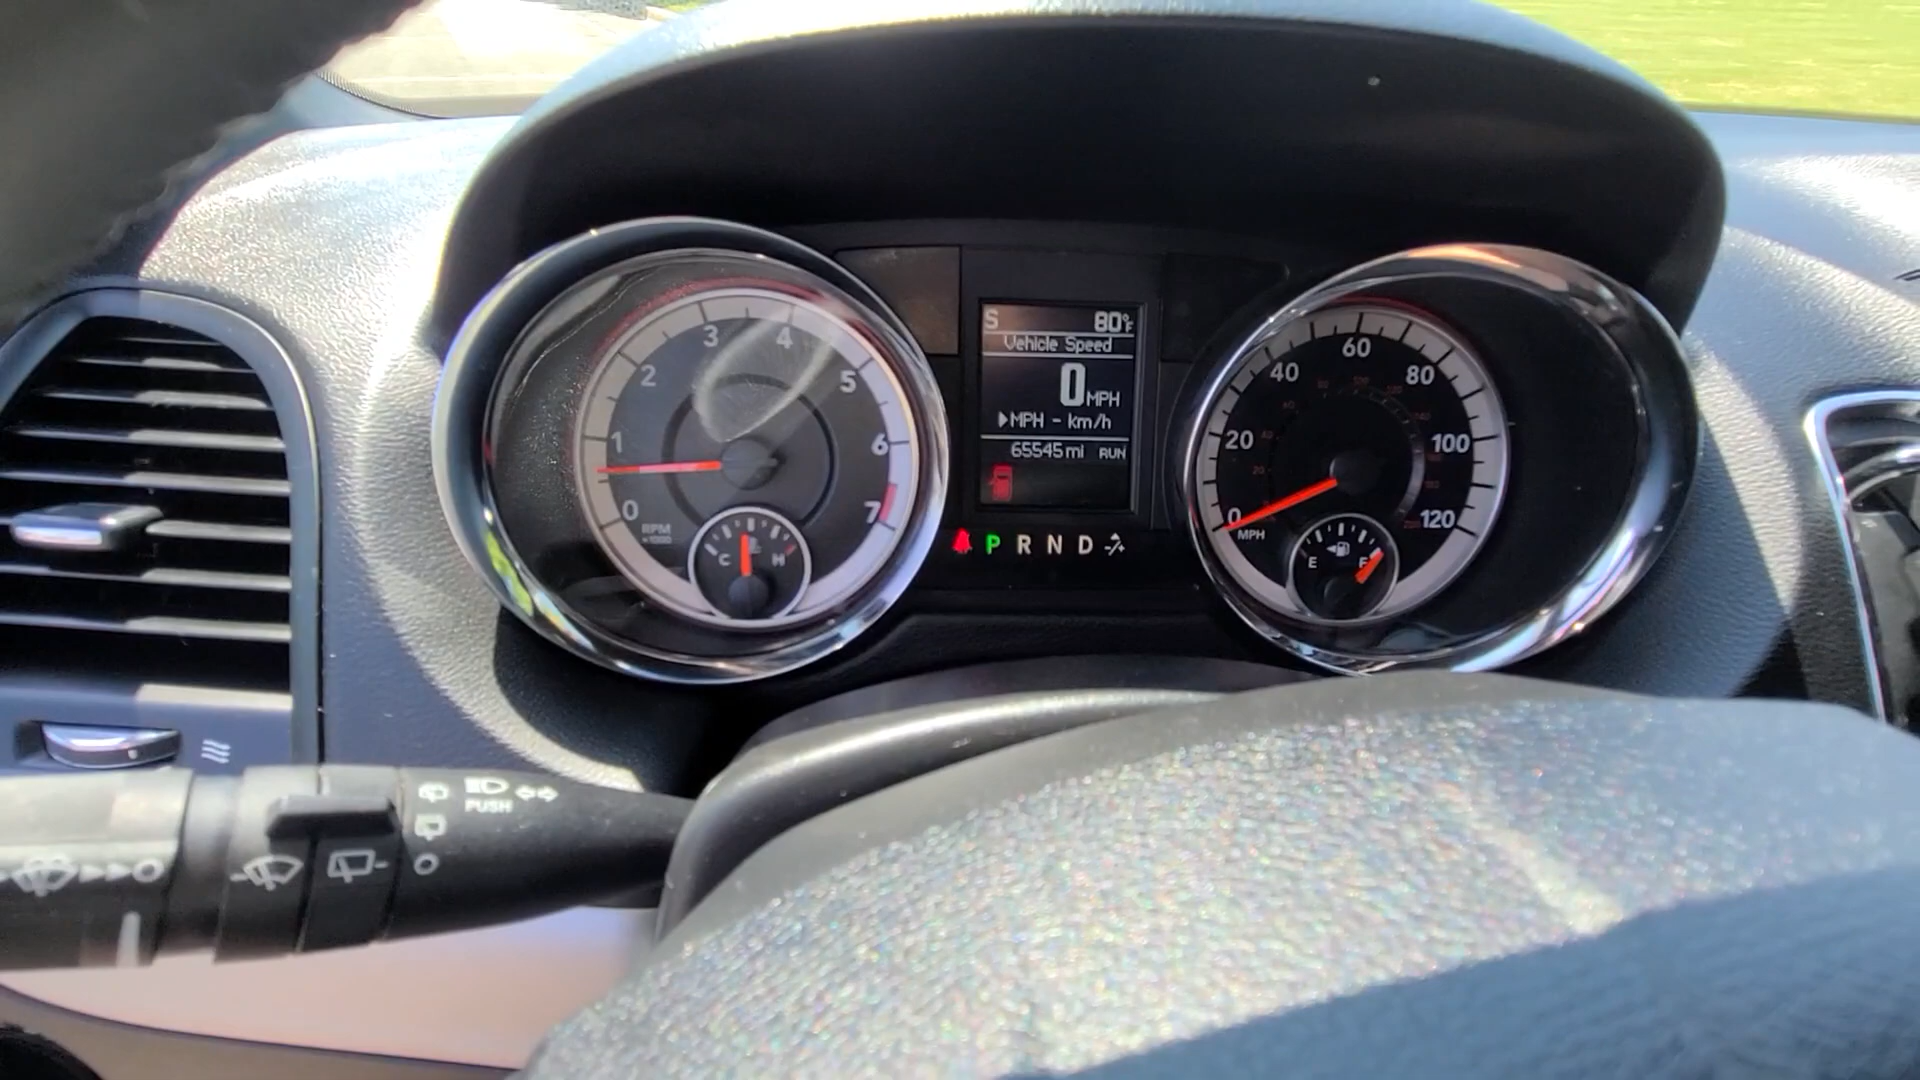 S 80°F
Vehicle Speed
0 MPH
MPH - km/h
65545 mi RUN
0 1 2 3 4 5 6 7
RPM
x1000
C H
P R N D
0 20 40 60 80 100 120
MPH
E F
PUSH